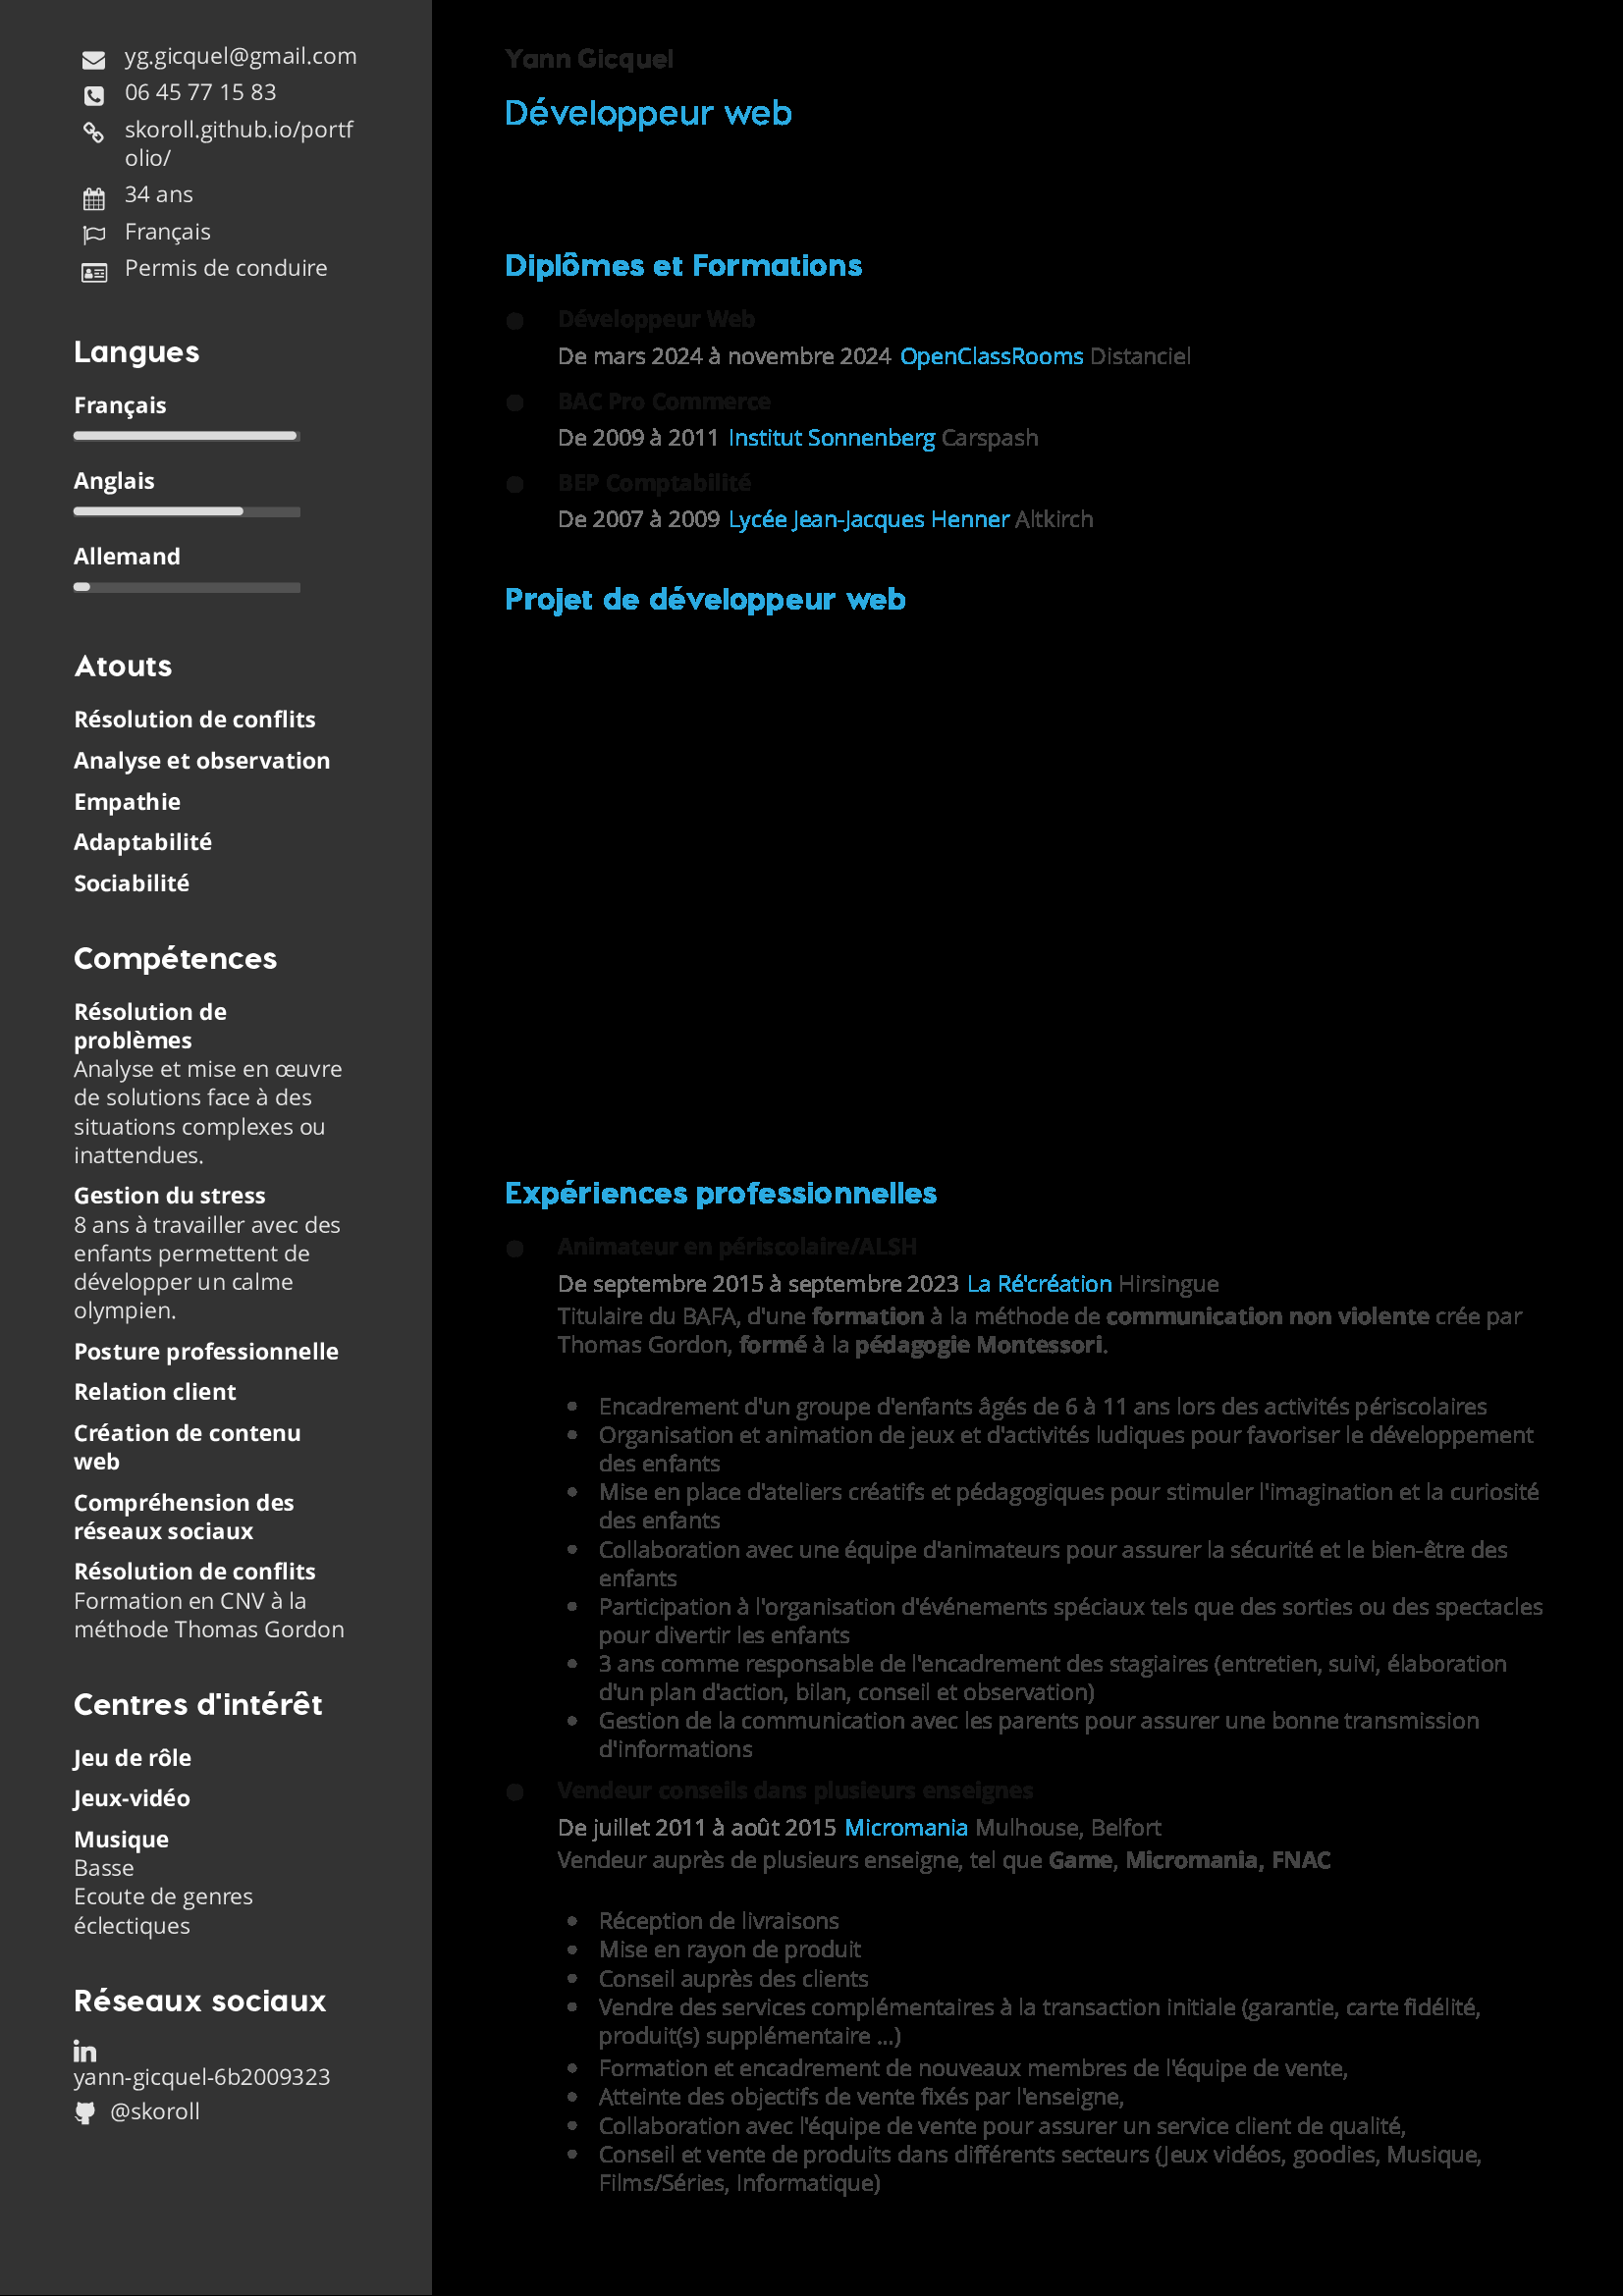 yg.gicquel@gmail.com
06 45 77 15 83
skoroll.github.io/portf
olio/
34 ans
Français
Permis de conduire
Langues
Français
Anglais
Allemand
Atouts
Résolution de conflits
Analyse et observation
Empathie
Adaptabilité
Sociabilité
Compétences
Résolution de
problèmes
Analyse et mise en œuvre
de solutions face à des
situations complexes ou
inattendues.
Gestion du stress
8 ans à travailler avec des
enfants permettent de
développer un calme
olympien.
Posture professionnelle
Relation client
Création de contenu
web
Compréhension des
réseaux sociaux
Résolution de conflits
Formation en CNV à la
méthode Thomas Gordon
Centres d'intérêt
Jeu de rôle
Jeux-vidéo
Musique
Basse
Ecoute de genres
éclectiques
Réseaux sociaux
yann-gicquel-6b2009323
@skoroll
Yann Gicquel
Développeur web
Diplômes et Formations
Développeur Web
De mars 2024 à novembre 2024 OpenClassRooms Distanciel
BAC Pro Commerce
De 2009 à 2011 Institut Sonnenberg Carspash
BEP Comptabilité
De 2007 à 2009 Lycée Jean-Jacques Henner Altkirch
Projet de développeur web
Expériences professionnelles
Animateur en périscolaire/ALSH
De septembre 2015 à septembre 2023 La Ré'création Hirsingue
Titulaire du BAFA, d'une formation à la méthode de communication non violente crée par
Thomas Gordon, formé à la pédagogie Montessori.
Encadrement d'un groupe d'enfants âgés de 6 à 11 ans lors des activités périscolaires
Organisation et animation de jeux et d'activités ludiques pour favoriser le développement
des enfants
Mise en place d'ateliers créatifs et pédagogiques pour stimuler l'imagination et la curiosité
des enfants
Collaboration avec une équipe d'animateurs pour assurer la sécurité et le bien-être des
enfants
Participation à l'organisation d'événements spéciaux tels que des sorties ou des spectacles
pour divertir les enfants
3 ans comme responsable de l'encadrement des stagiaires (entretien, suivi, élaboration
d'un plan d'action, bilan, conseil et observation)
Gestion de la communication avec les parents pour assurer une bonne transmission
d'informations
Vendeur conseils dans plusieurs enseignes
De juillet 2011 à août 2015 Micromania Mulhouse, Belfort
Vendeur auprès de plusieurs enseigne, tel que Game, Micromania, FNAC
Réception de livraisons
Mise en rayon de produit
Conseil auprès des clients
Vendre des services complémentaires à la transaction initiale (garantie, carte fidélité,
produit(s) supplémentaire ...)
Formation et encadrement de nouveaux membres de l'équipe de vente,
Atteinte des objectifs de vente fixés par l'enseigne,
Collaboration avec l'équipe de vente pour assurer un service client de qualité,
Conseil et vente de produits dans différents secteurs (Jeux vidéos, goodies, Musique,
Films/Séries, Informatique)